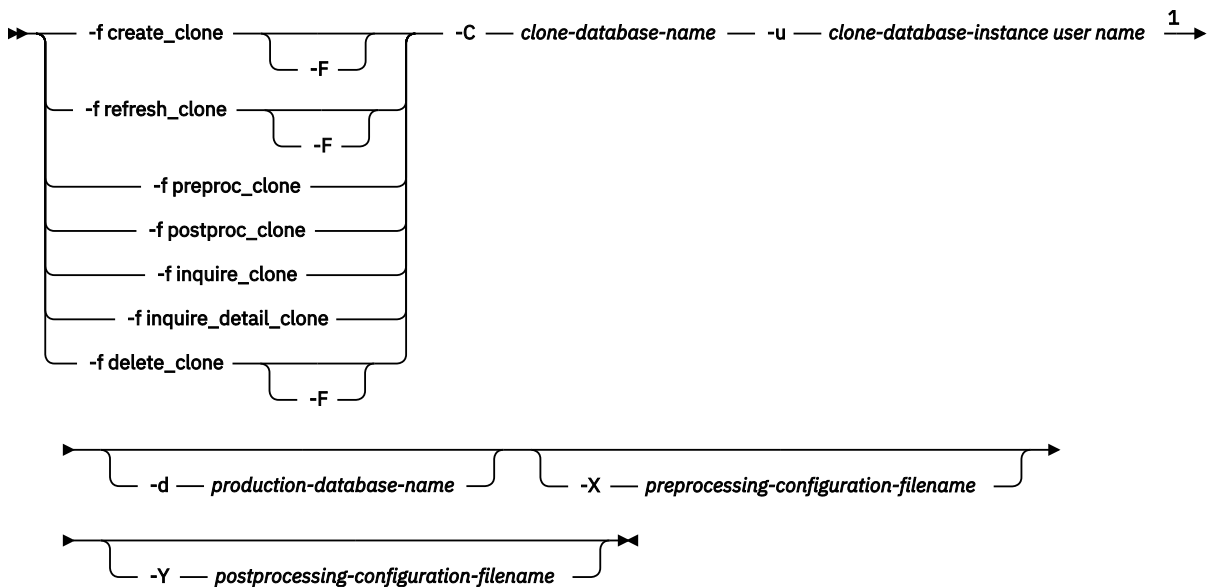 -f create_clone -C clone-database-name -u clone-database-instance user name 1
-F
-f refresh_clone
-F
-f preproc_clone
-f postproc_clone
-f inquire_clone
-f inquire_detail_clone
-f delete_clone
-F
-d production-database-name -X preprocessing-configuration-filename
-Y postprocessing-configuration-filename